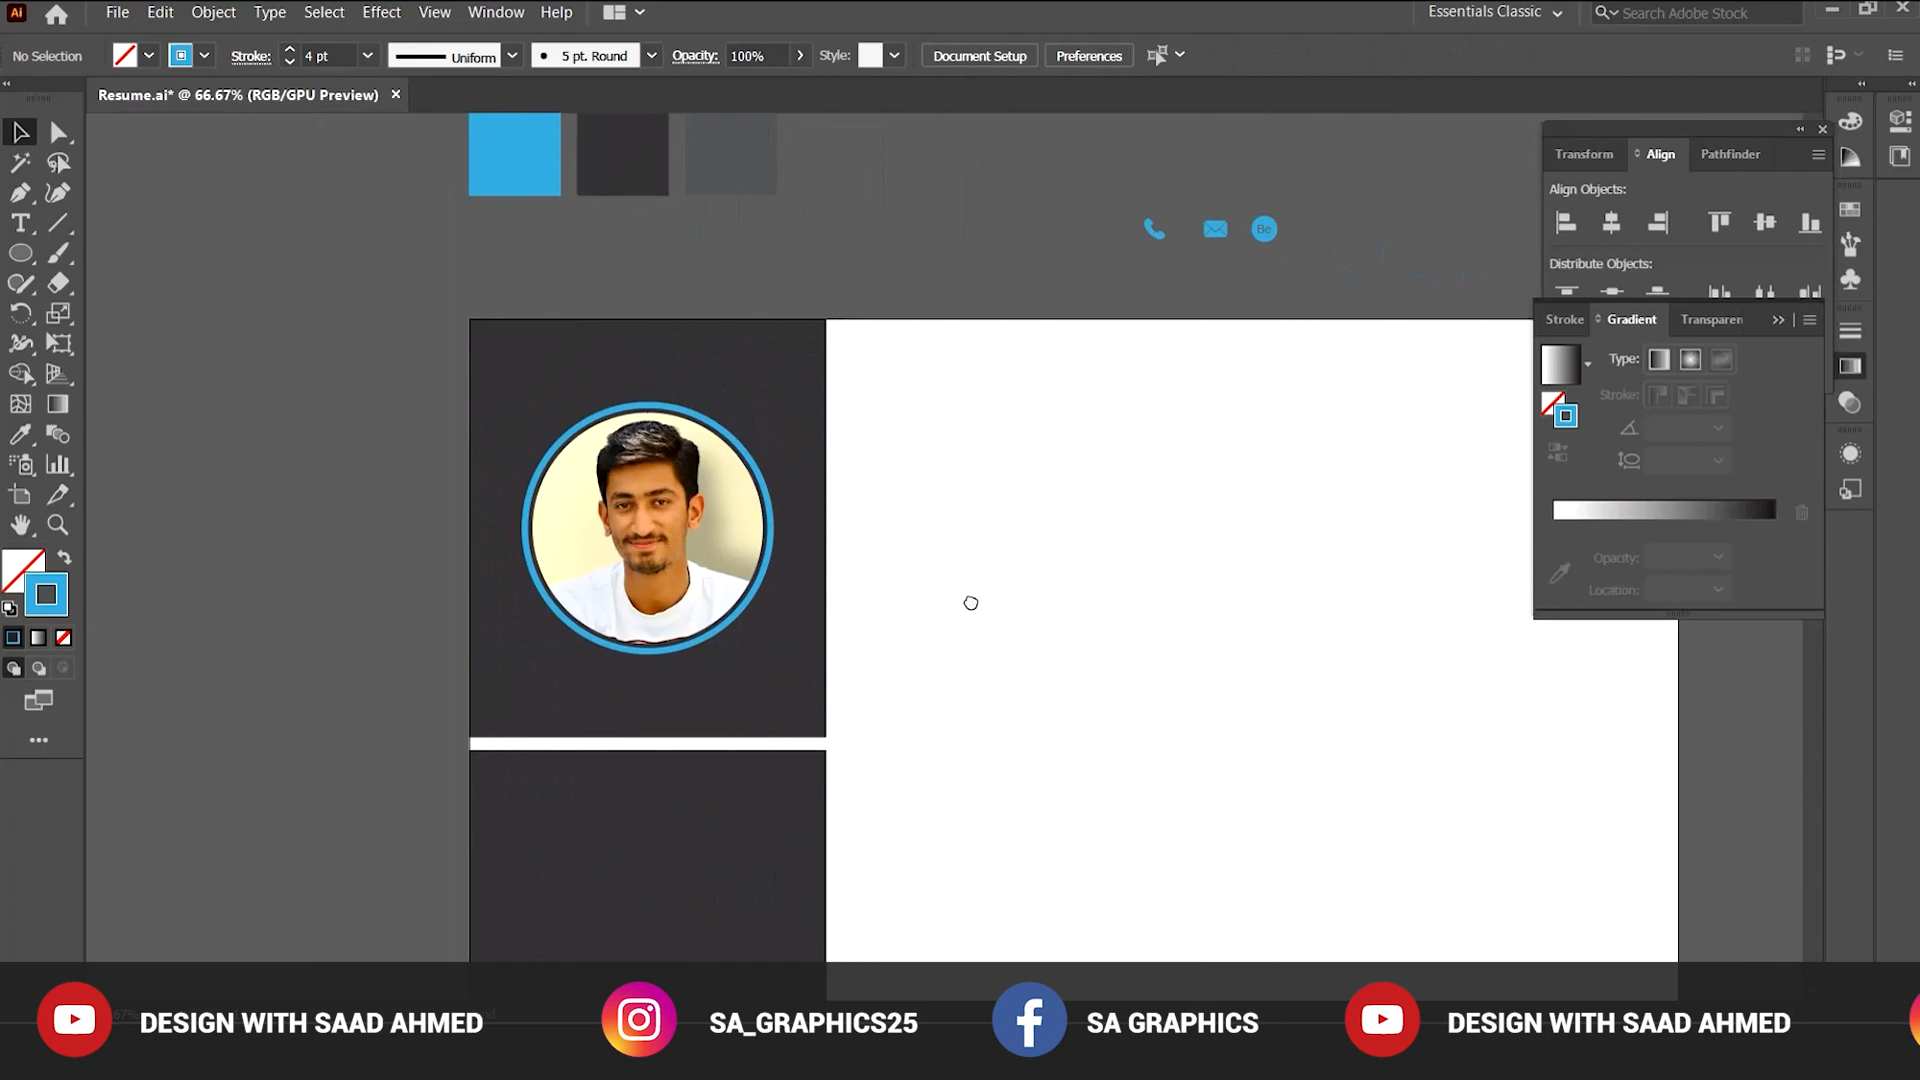 Ai File Edit Object Type Select Effect View Window Help Essentials Classic Search Adobe Stock
No Selection Stroke: 4 pt Uniform 5 pt. Round Opacity: 100% Style: Document Setup Preferences
Resume.ai* @ 66.67% (RGB/GPU Preview)
Transform Align Pathfinder
Align Objects:
Be
Distribute Objects:
Stroke Gradient Transparen
Type:
Stroke:
Opacity:
Location:
DESIGN WITH SAAD AHMED SA_GRAPHICS25 SA GRAPHICS DESIGN WITH SAAD AHMED